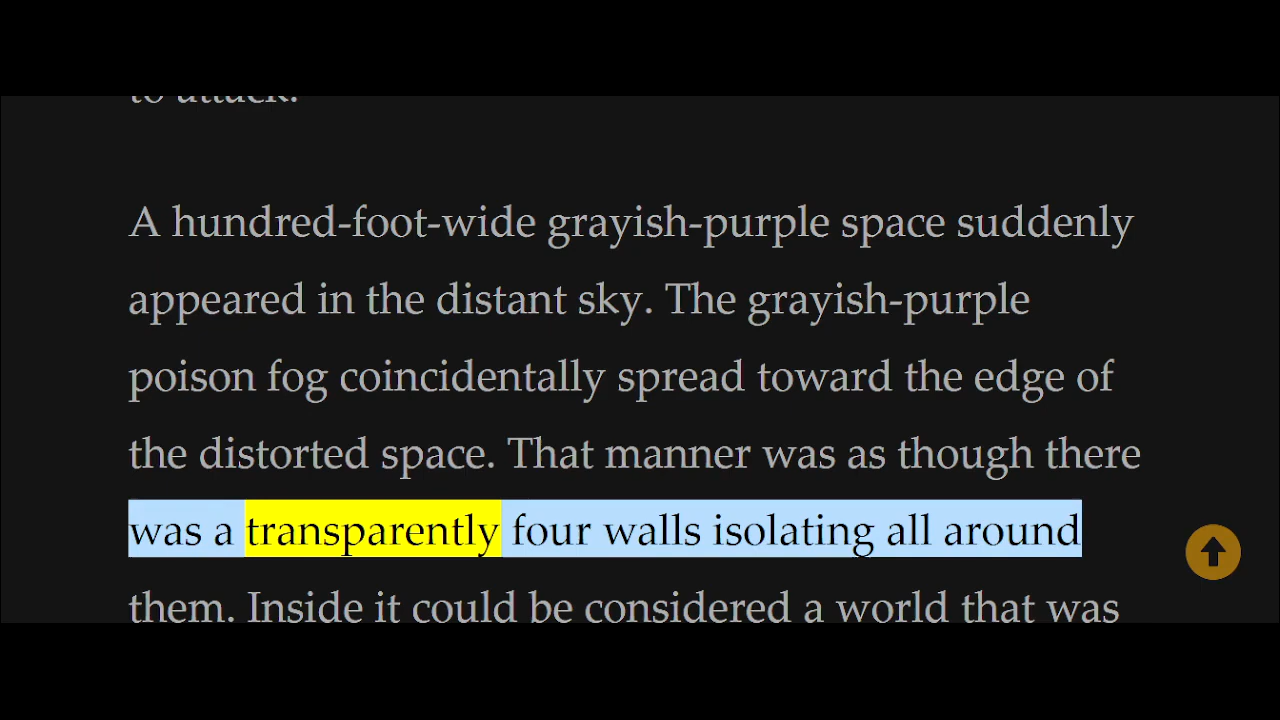 to attack.
A hundred-foot-wide grayish-purple space suddenly
appeared in the distant sky. The grayish-purple
poison fog coincidentally spread toward the edge of
the distorted space. That manner was as though there
was a transparently four walls isolating all around
them. Inside it could be considered a world that was